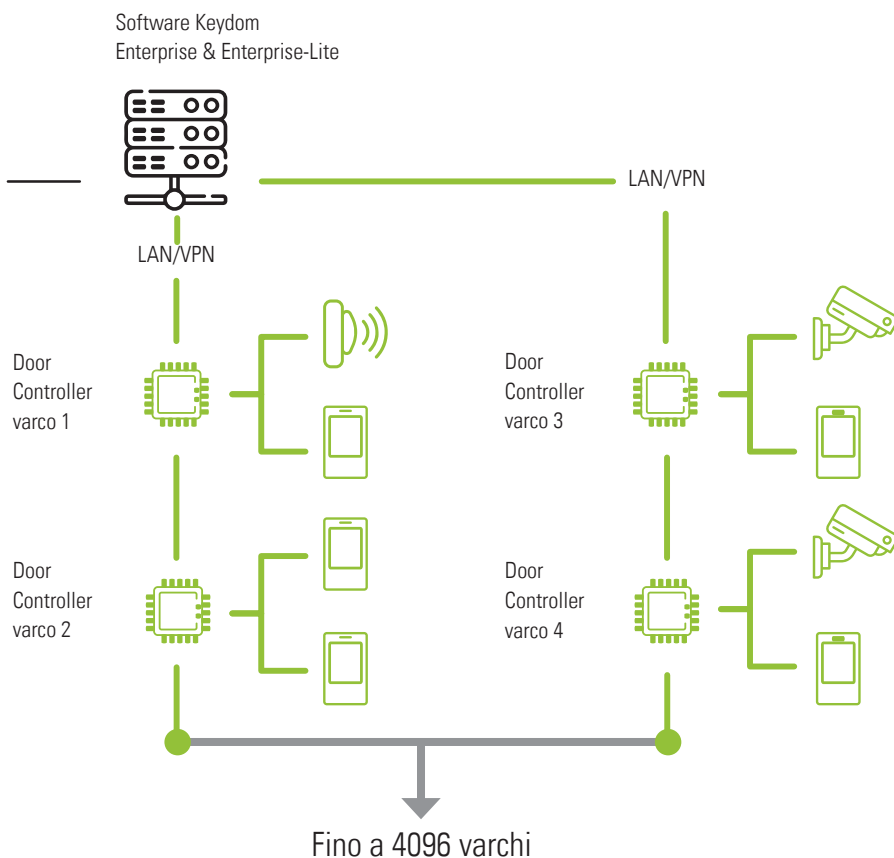 Software Keydom
Enterprise & Enterprise-Lite
LAN/VPN
LAN/VPN
Door
Controller
varco 1
Door
Controller
varco 3
Door
Controller
varco 2
Door
Controller
varco 4
Fino a 4096 varchi